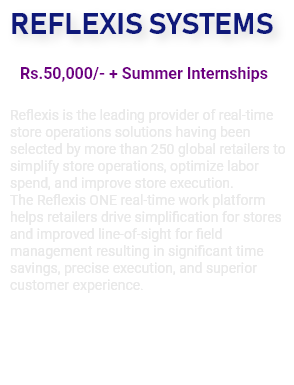 REFLEXIS SYSTEMS
Rs.50,000/- + Summer Internships
Reflexis is the leading provider of real-time
store operations solutions having been
selected by more than 250 global retailers to
simplify store operations, optimize labor
spend, and improve store execution.
The Reflexis ONE real-time work platform
helps retailers drive simplification for stores
and improved line-of-sight for field
management resulting in significant time
savings, precise execution, and superior
customer experience.